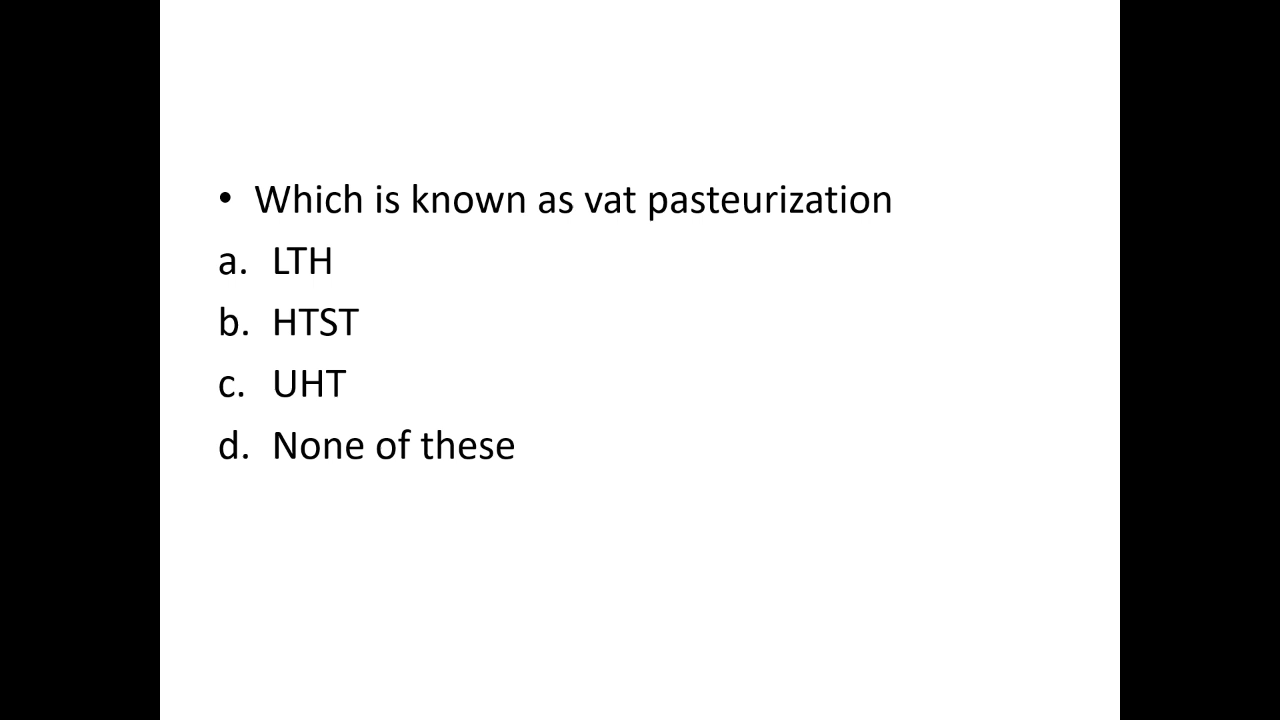 • Which is known as vat pasteurization
a. LTH
b. HTST
c. UHT
d. None of these